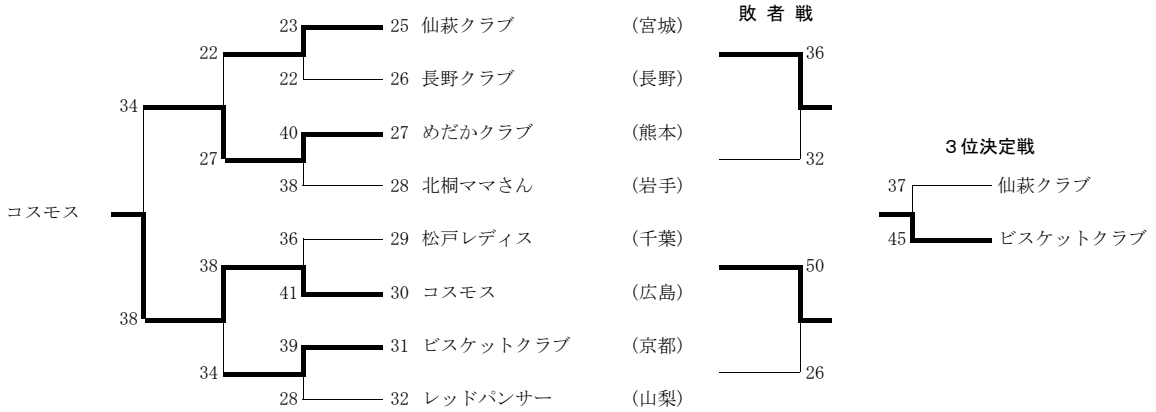 敗者戦
23 25 仙萩クラブ (宮城)
22 36
22 26 長野クラブ (長野)
34
40 27 めだかクラブ (熊本)
3位決定戦
27 32
38 28 北桐ママさん (岩手) 37 仙萩クラブ
コスモス
36 29 松戸レディス (千葉) 45 ビスケットクラブ
38 50
41 30 コスモス (広島)
38
39 31 ビスケットクラブ (京都)
34 26
28 32 レッドパンサー (山梨)